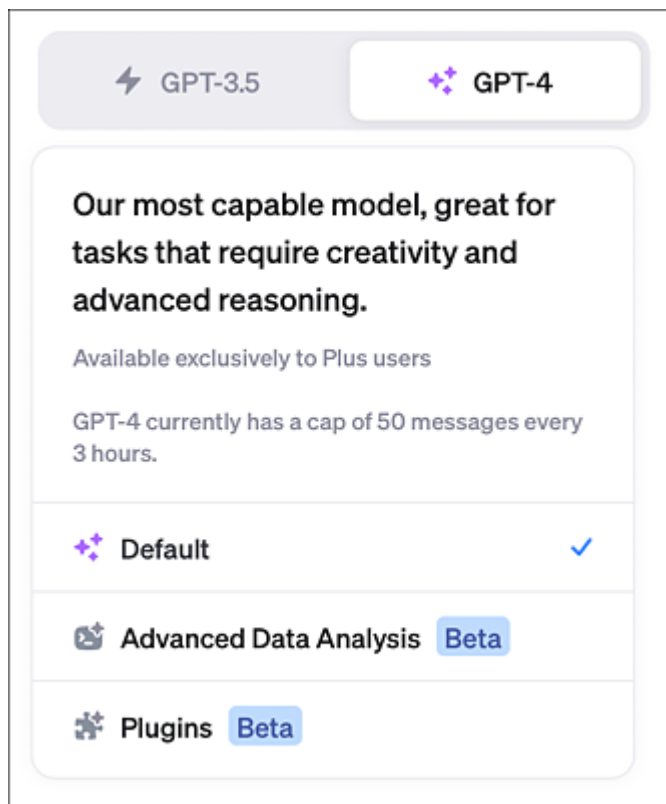 GPT-3.5
GPT-4
Our most capable model, great for
tasks that require creativity and
advanced reasoning.
Available exclusively to Plus users
GPT-4 currently has a cap of 50 messages every
3 hours.
Default
Advanced Data Analysis Beta
Plugins Beta